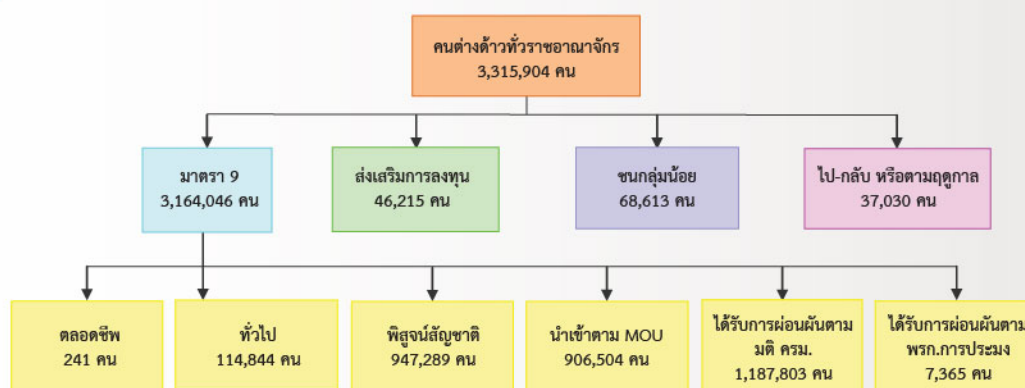 คนต่างด้าวทั่วราชอาณาจักร
3,315,904 คน
มาตรา 9
3,164,046 คน
ส่งเสริมการลงทุน
46,215 คน
ชนกลุ่มน้อย
68,613 คน
ไป-กลับ หรือตามฤดูกาล
37,030 คน
ตลอดชีพ
241 คน
ทั่วไป
114,844 คน
พิสูจน์สัญชาติ
947,289 คน
นำเข้าตาม MOU
906,504 คน
ได้รับการผ่อนผันตาม
มติ ครม.
1,187,803 คน
ได้รับการผ่อนผันตาม
พรก.การประมง
7,365 คน